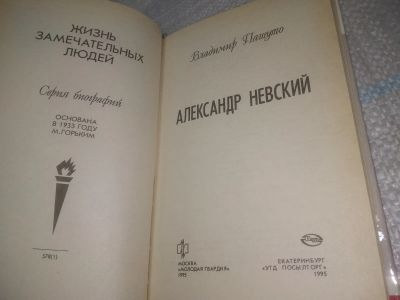 ЖИЗНЬ
ЗАМЕЧАТЕЛЬНЫХ
ЛЮДЕЙ
Серия биографий
ОСНОВАНА
В 1933 ГОДУ
М. ГОРЬКИМ
Владимир Пашуто
АЛЕКСАНДР НЕВСКИЙ
МОСКВА
«МОЛОДАЯ ГВАРДИЯ»
1995
ЕКАТЕРИНБУРГ
«УТД ПОСЫЛТОРГ»
1995